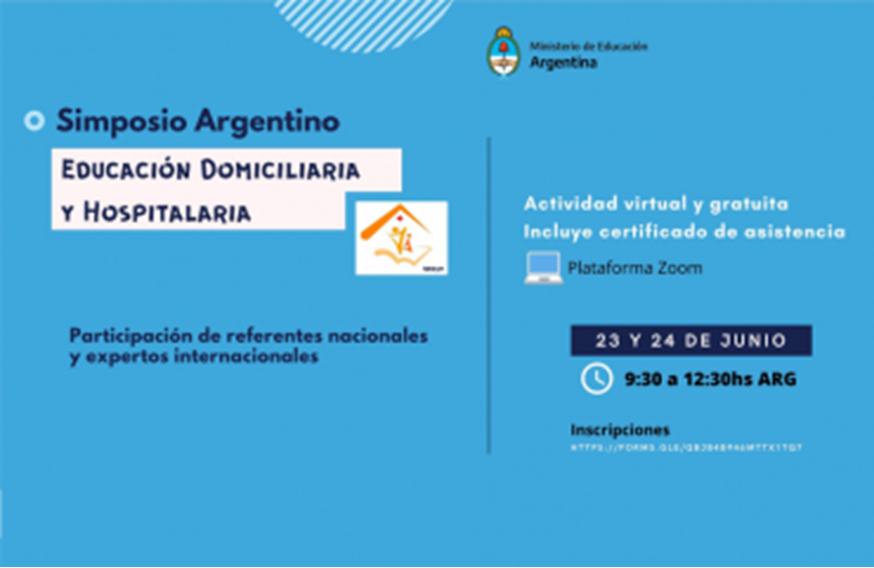 Ministerio de Educación
Argentina
Simposio Argentino
EDUCACIÓN DOMICILIARIA
Y HOSPITALARIA
Participación de referentes nacionales
y expertos internacionales
Actividad virtual y gratuita
Incluye certificado de asistencia
Plataforma Zoom
23 Y 24 DE JUNIO
9:30 a 12:30hs ARG
Inscripciones